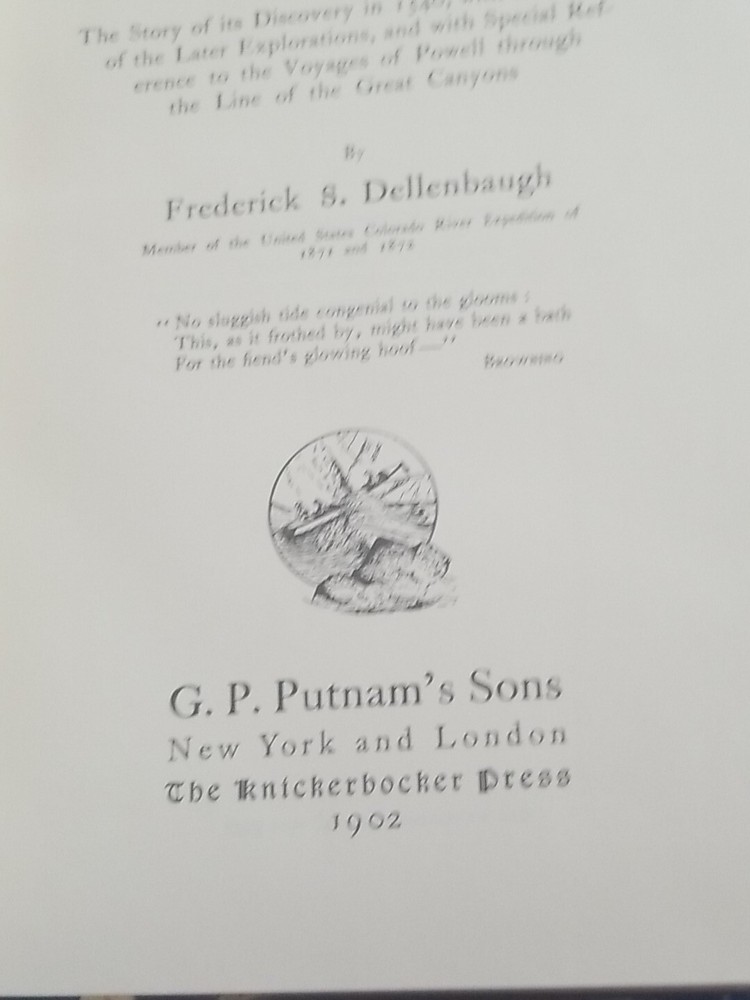 The Story of its Discovery in 1540,
of the Later Explorations, and with Special Ref-
erence to the Voyages of Powell through
the Line of the Great Canyons
By
Frederick S. Dellenbaugh
Member of the United States Colorado River Expedition of
1871 and 1872
“No sluggish tide congenial to the glooms:
This, as it frothed by, might have been a bath
For the fiend's glowing hoof—”
Browning
G. P. Putnam's Sons
New York and London
The Knickerbocker Press
1902